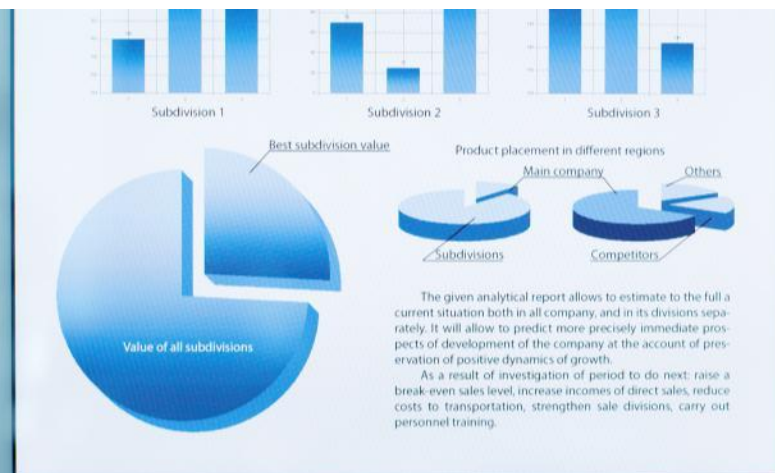 Subdivision 1
Subdivision 2
Subdivision 3
Best subdivision value
Product placement in different regions
Main company
Others
Subdivisions
Competitors
Value of all subdivisions
The given analytical report allows to estimate to the full a
current situation both in all company, and in its divisions sepa-
rately. It will allow to predict more precisely immediate pros-
pects of development of the company at the account of pres-
ervation of positive dynamics of growth.
As a result of investigation of period to do next: raise a
break-even sales level, increase incomes of direct sales, reduce
costs to transportation, strengthen sale divisions, carry out
personnel training.